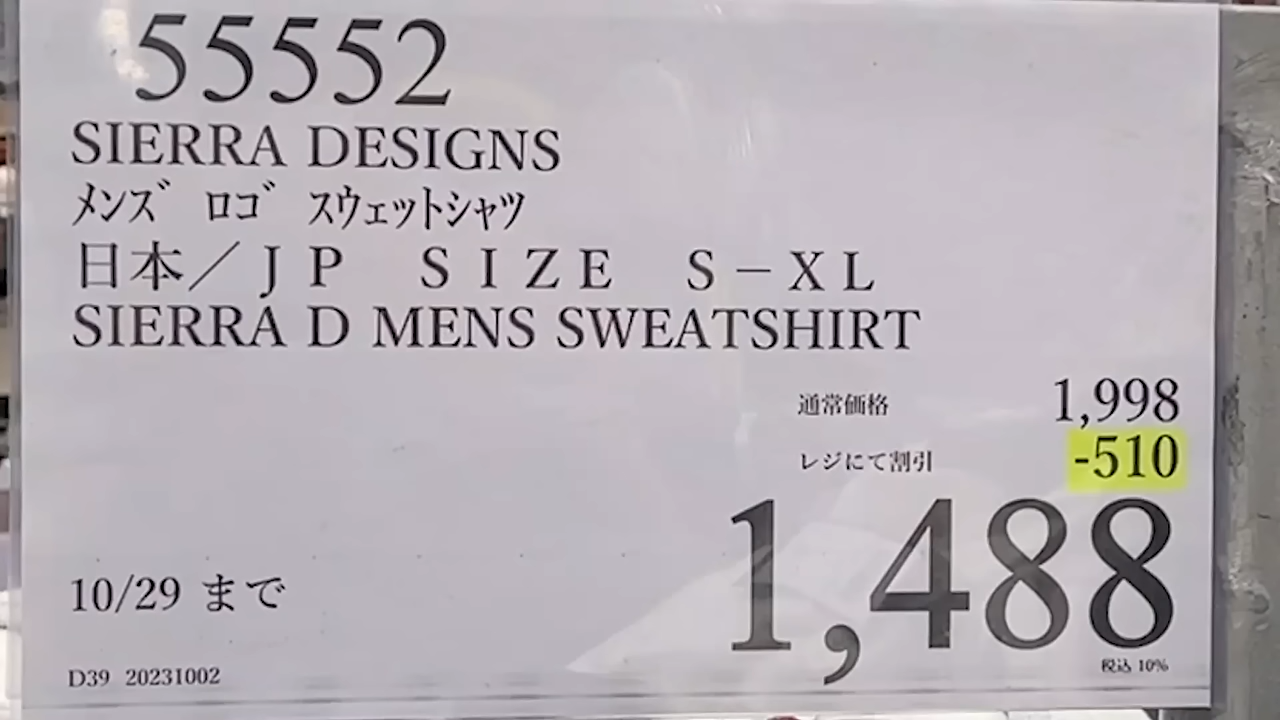 55552
SIERRA DESIGNS
ﾒﾝｽﾞ ﾛｺﾞ ｽｳｪｯﾄｼｬﾂ
日本／ＪＰ　ＳＩＺＥ　Ｓ－ＸＬ
SIERRA D MENS SWEATSHIRT
通常価格 1,998
レジにて割引 -510
1,488
10/29 まで
税込 10%
D39 20231002